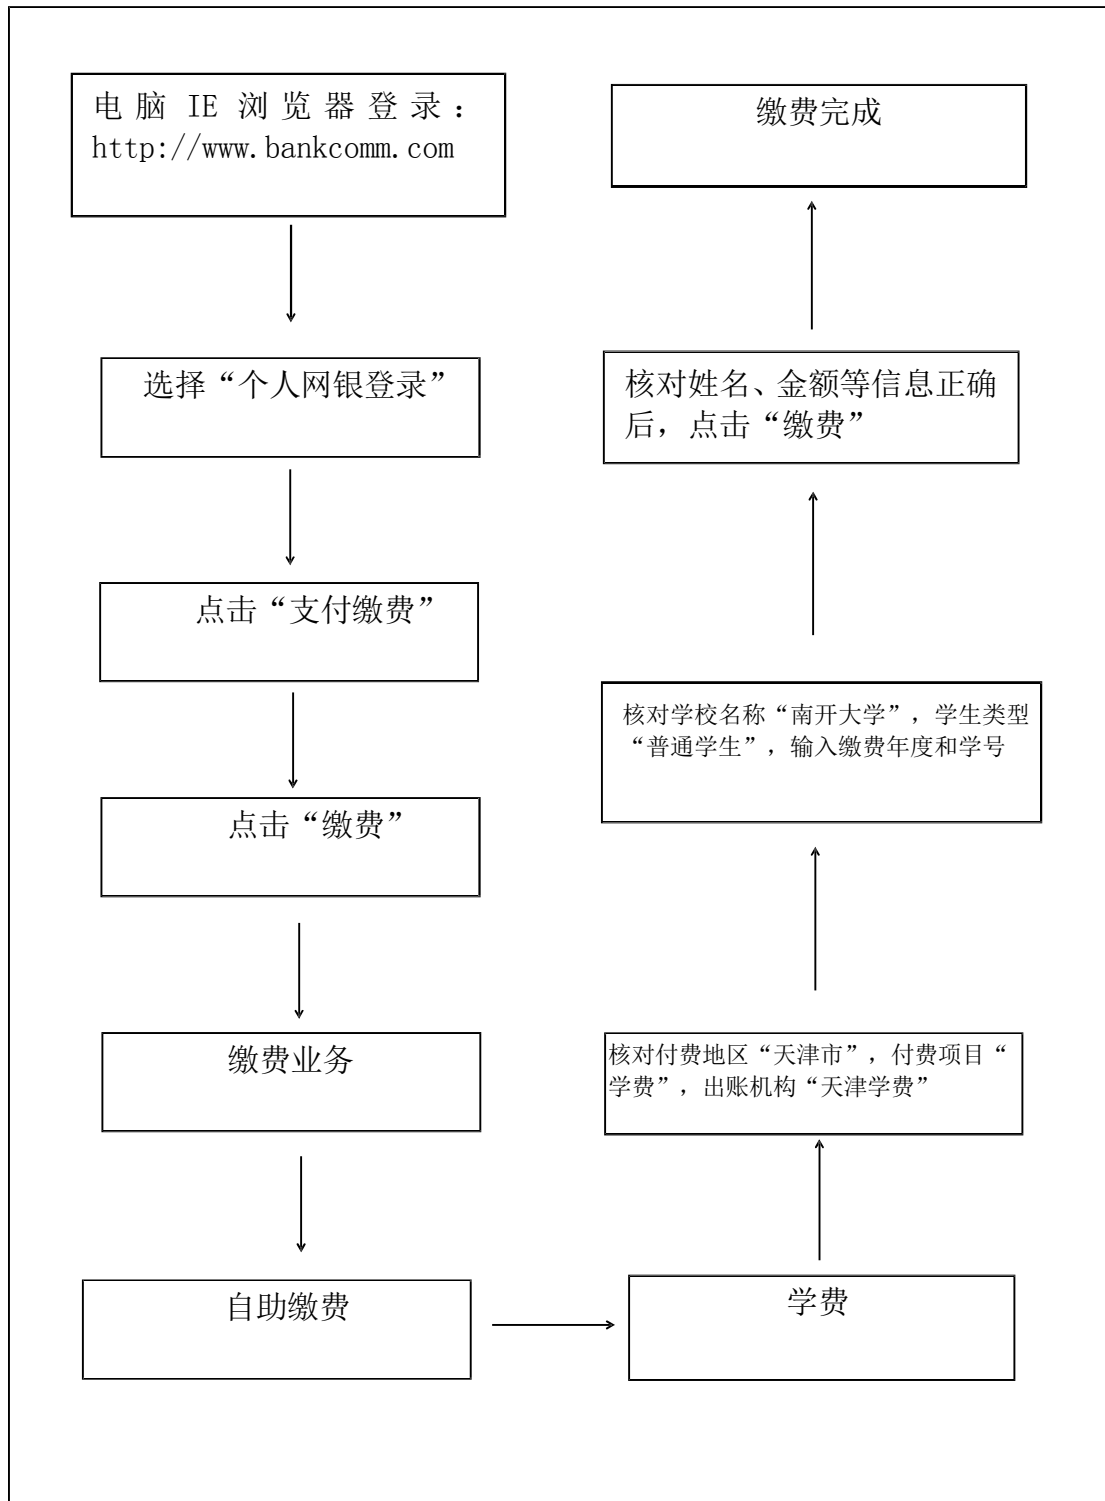 电脑 IE 浏览器登录：
http://www.bankcomm.com
选择“个人网银登录”
点击“支付缴费”
点击“缴费”
缴费业务
自助缴费
学费
核对付费地区“天津市”，付费项目“
学费”，出账机构“天津学费”
核对学校名称“南开大学”，学生类型
“普通学生”，输入缴费年度和学号
核对姓名、金额等信息正确
后，点击“缴费”
缴费完成